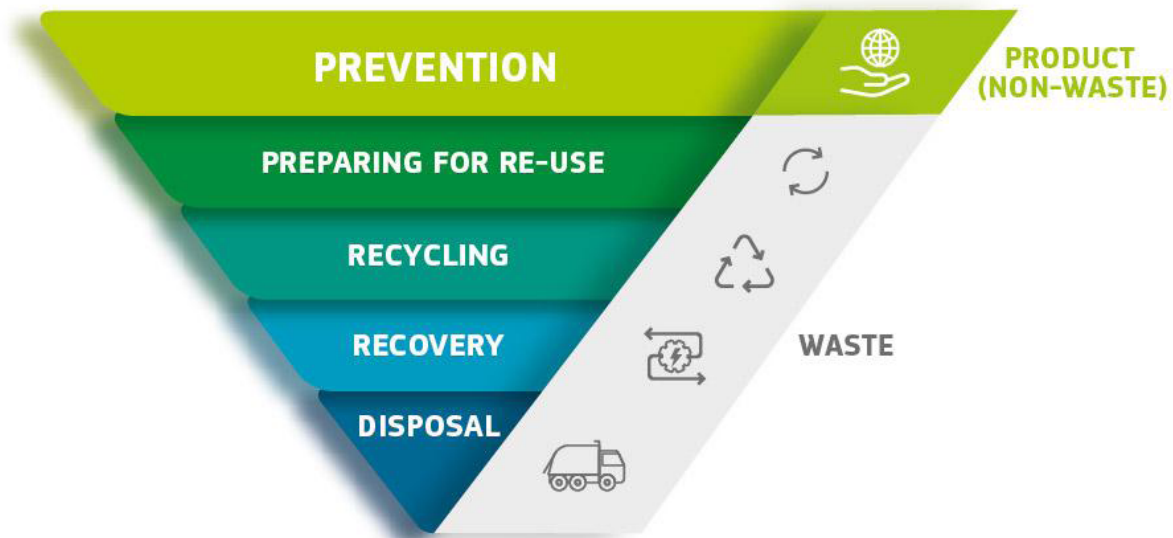 PREVENTION
PRODUCT
(NON-WASTE)
PREPARING FOR RE-USE
RECYCLING
RECOVERY
WASTE
DISPOSAL